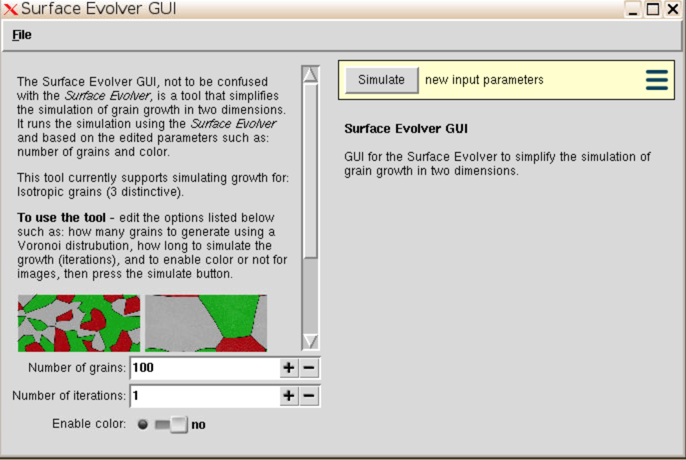 Surface Evolver GUI
File
The Surface Evolver GUI, not to be confused
with the Surface Evolver, is a tool that simplifies
the simulation of grain growth in two dimensions.
It runs the simulation using the Surface Evolver
and based on the edited parameters such as:
number of grains and color.
This tool currently supports simulating growth for:
Isotropic grains (3 distinctive).
To use the tool - edit the options listed below
such as: how many grains to generate using a
Voronoi distrubution, how long to simulate the
growth (iterations), and to enable color or not for
images, then press the simulate button.
Number of grains: 100 + -
Number of iterations: 1 + -
Enable color: no
Simulate new input parameters
Surface Evolver GUI
GUI for the Surface Evolver to simplify the simulation of
grain growth in two dimensions.